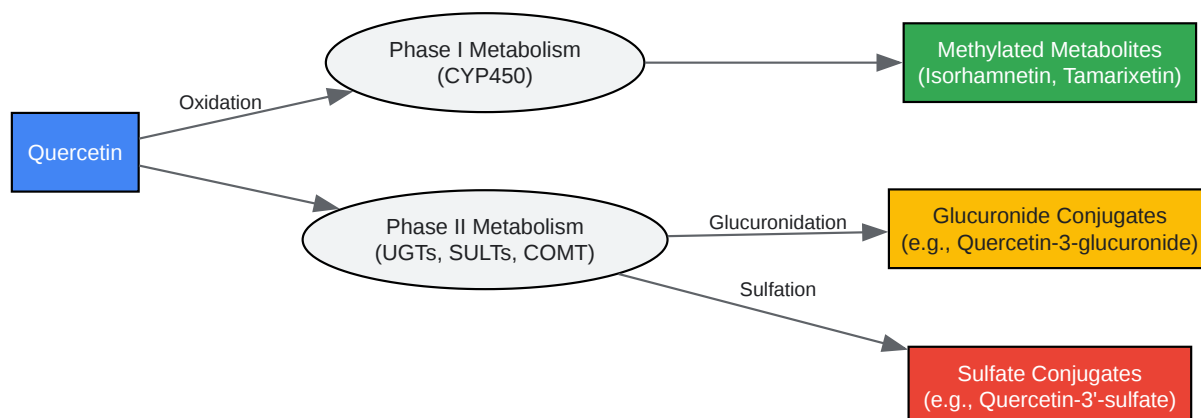 Phase I Metabolism
(CYP450)
Methylated Metabolites
(Isorhamnetin, Tamarixetin)
Oxidation
Quercetin
Phase II Metabolism
(UGTs, SULTs, COMT)
Glucuronidation
Glucuronide Conjugates
(e.g., Quercetin-3-glucuronide)
Sulfation
Sulfate Conjugates
(e.g., Quercetin-3'-sulfate)